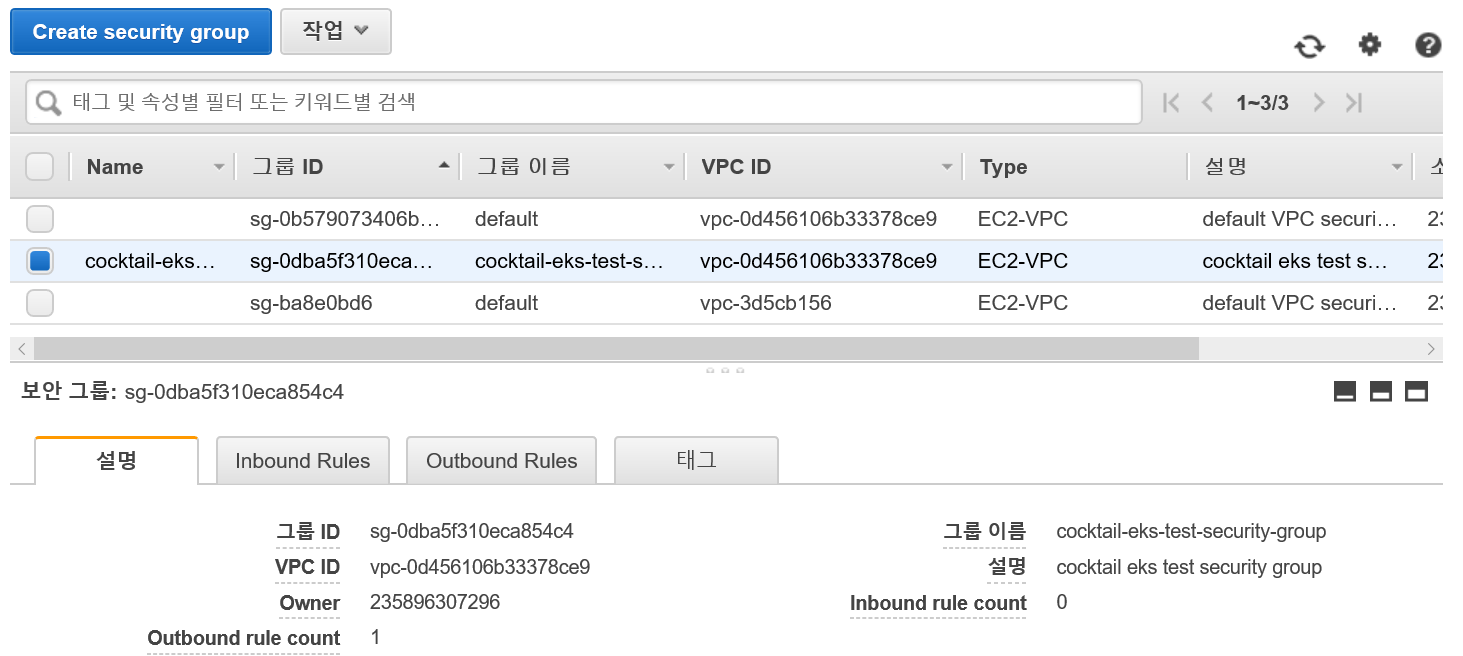 Create security group 작업
태그 및 속성별 필터 또는 키워드별 검색 1~3/3
Name 그룹 ID 그룹 이름 VPC ID Type 설명
sg-0b579073406b… default vpc-0d456106b33378ce9 EC2-VPC default VPC securi… 23
cocktail-eks… sg-0dba5f310eca… cocktail-eks-test-s… vpc-0d456106b33378ce9 EC2-VPC cocktail eks test s… 23
sg-ba8e0bd6 default vpc-3d5cb156 EC2-VPC default VPC securi… 23
보안 그룹: sg-0dba5f310eca854c4
설명 Inbound Rules Outbound Rules 태그
그룹 ID sg-0dba5f310eca854c4 그룹 이름 cocktail-eks-test-security-group
VPC ID vpc-0d456106b33378ce9 설명 cocktail eks test security group
Owner 235896307296 Inbound rule count 0
Outbound rule count 1